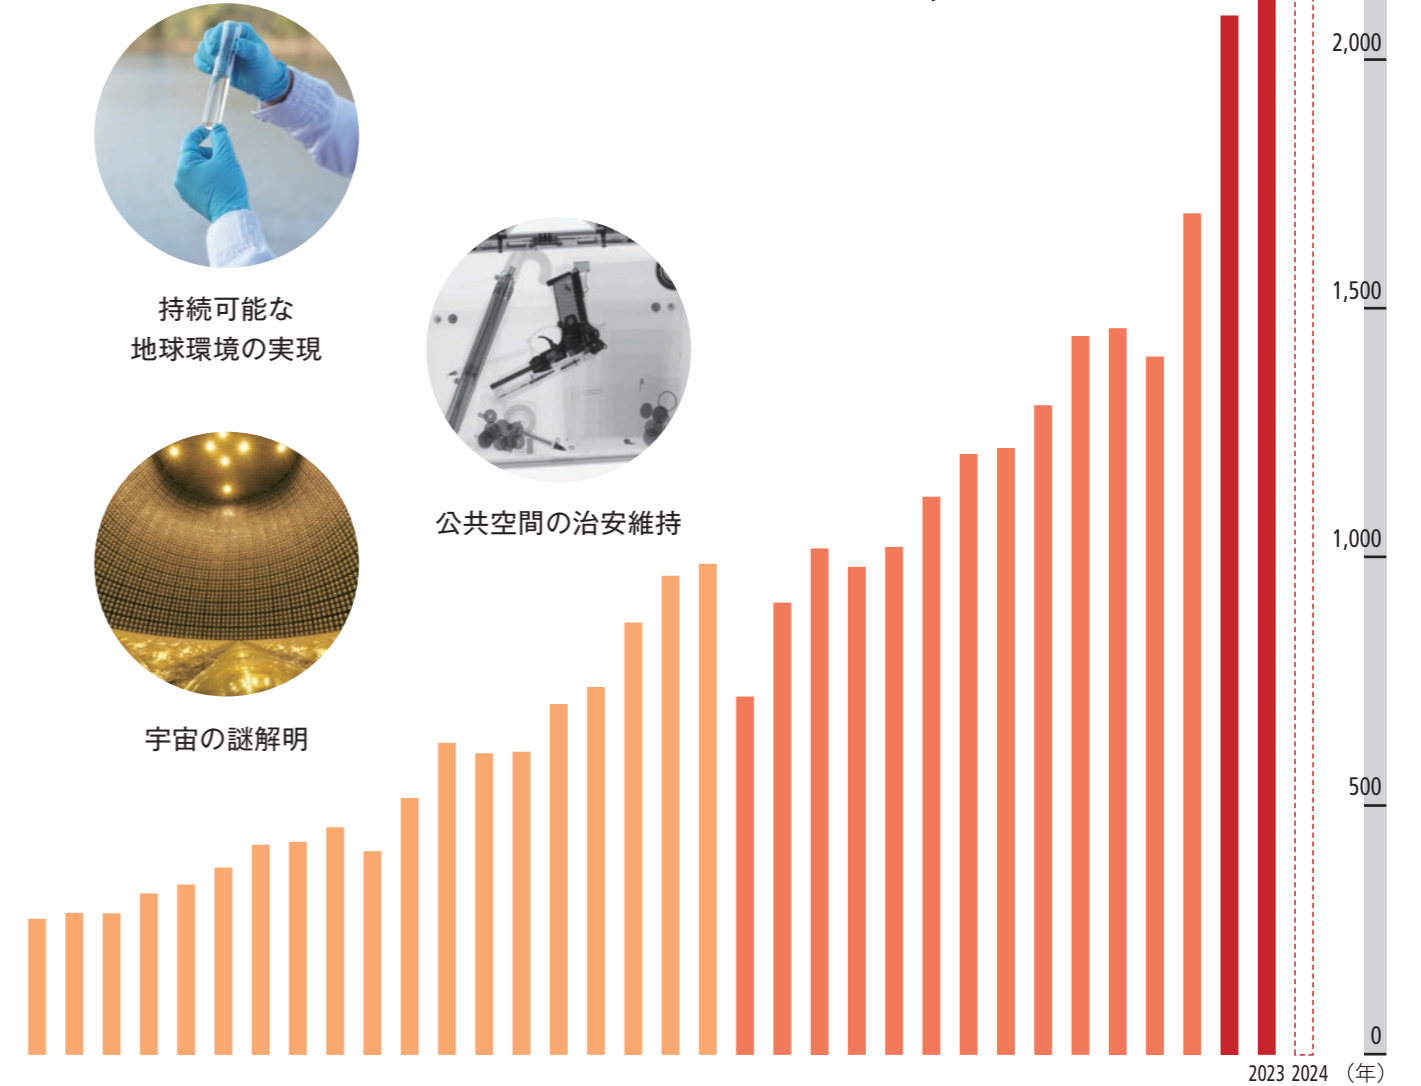 持続可能な
地球環境の実現
公共空間の治安維持
宇宙の謎解明
2,000
1,500
1,000
500
0
2023 2024 （年）